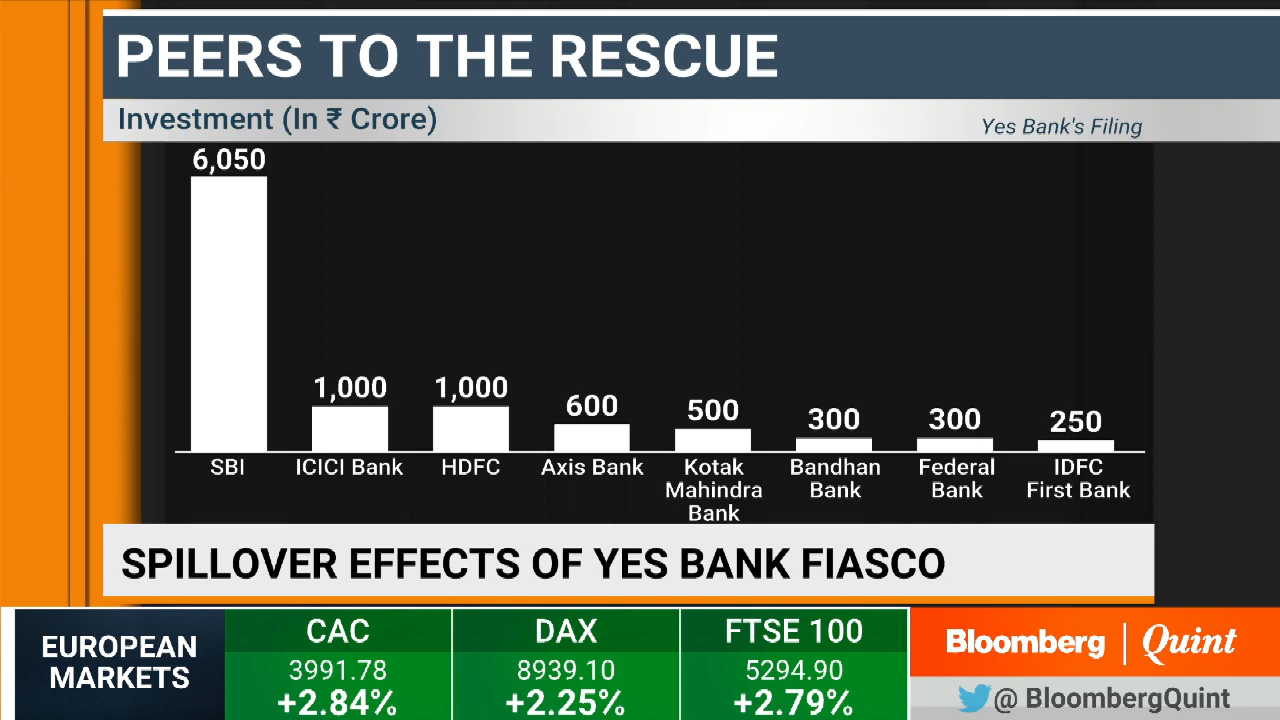 PEERS TO THE RESCUE
Investment (In ₹ Crore)
Yes Bank's Filing
6,050
1,000
1,000
600
500
300
300
250
SBI
ICICI Bank
HDFC
Axis Bank
Kotak
Mahindra
Bank
Bandhan
Bank
Federal
Bank
IDFC
First Bank
SPILLOVER EFFECTS OF YES BANK FIASCO
EUROPEAN
MARKETS
CAC
3991.78
+2.84%
DAX
8939.10
+2.25%
FTSE 100
5294.90
+2.79%
Bloomberg | Quint
@ BloombergQuint